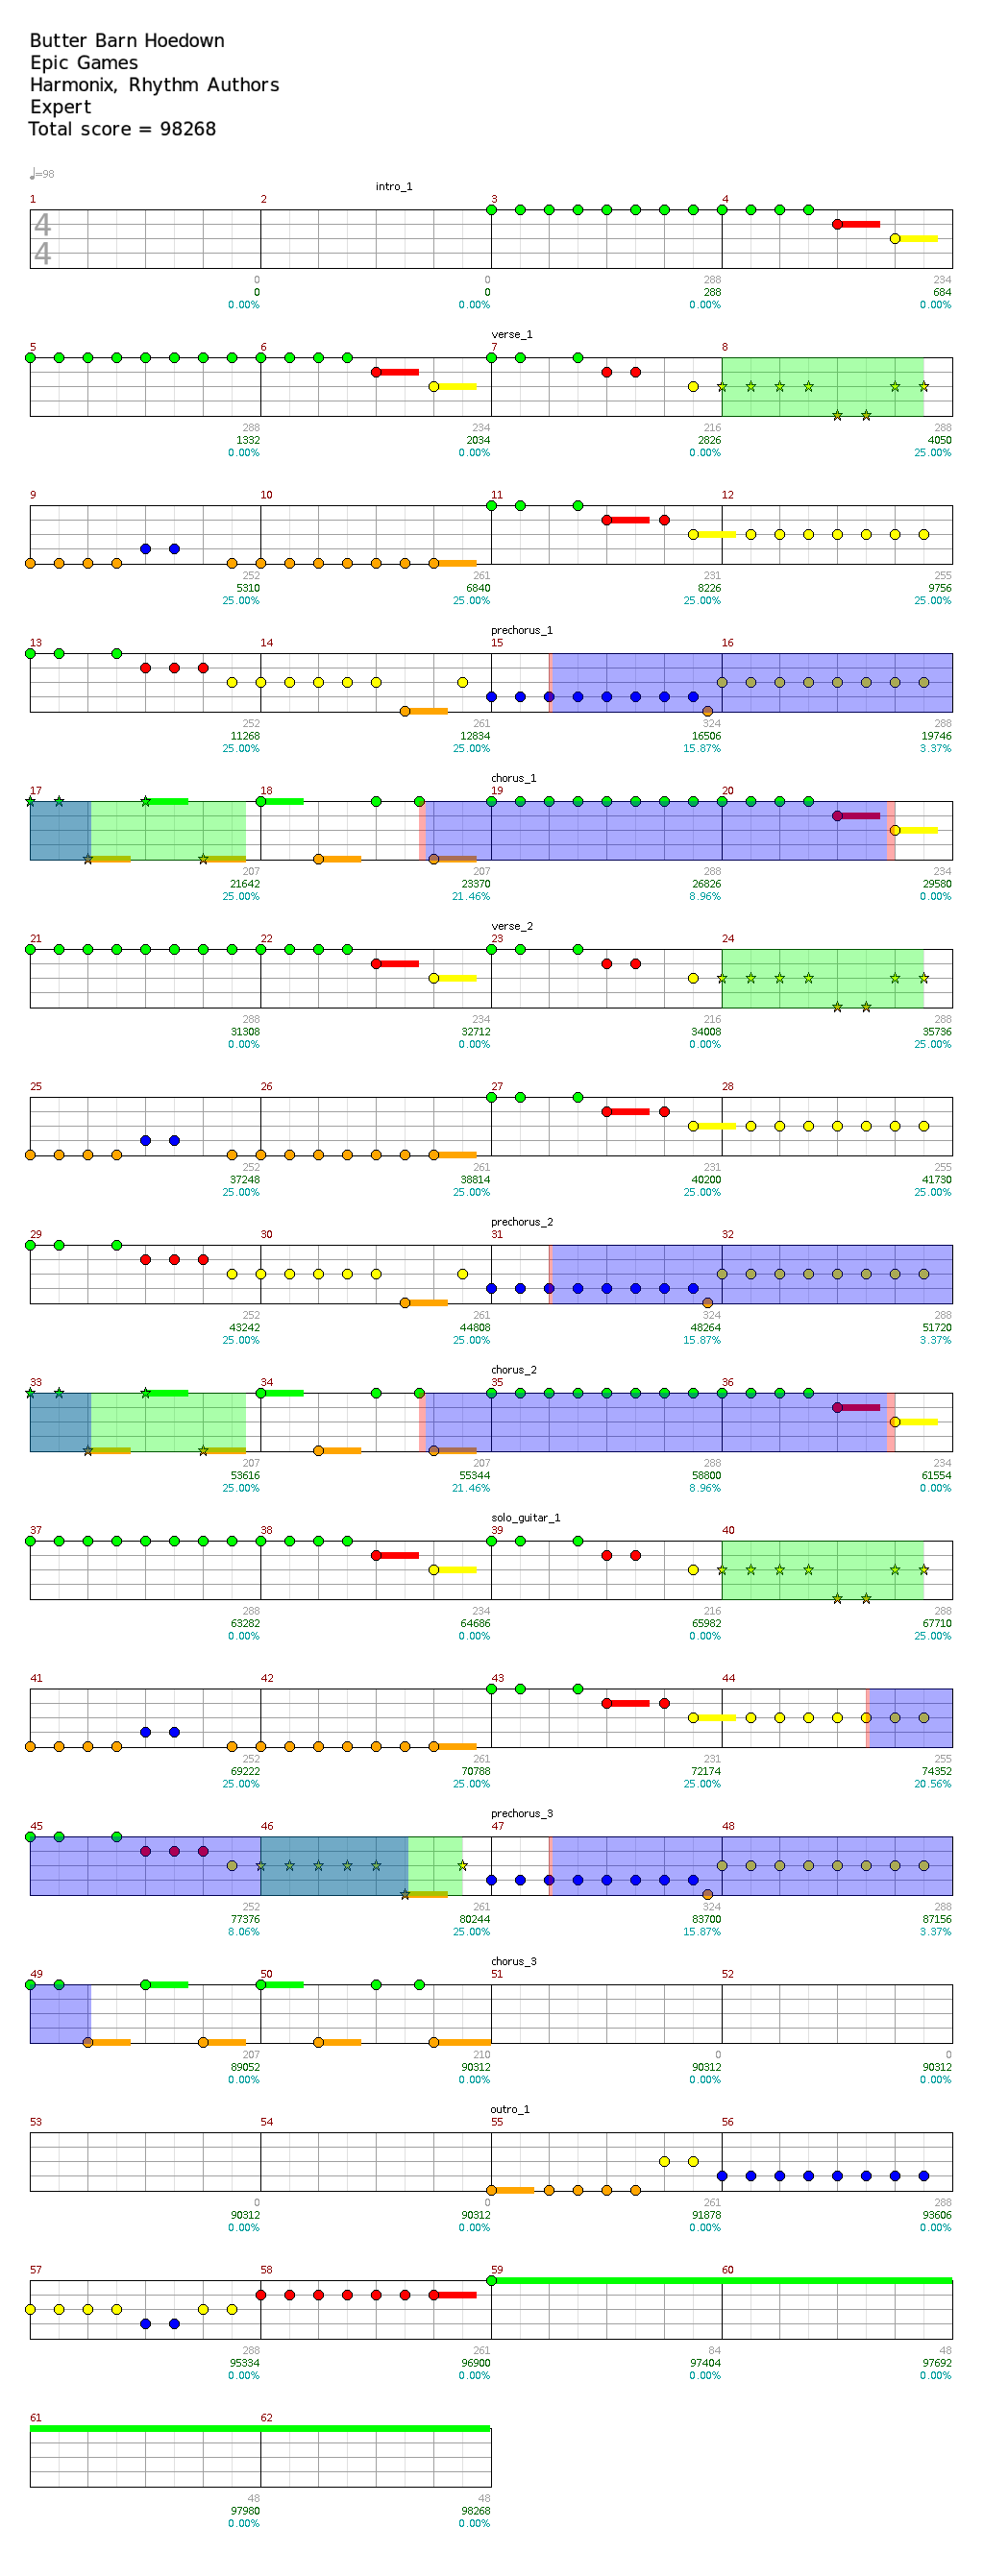 Butter Barn Hoedown
Epic Games
Harmonix, Rhythm Authors
Expert
Total score = 98268
♩=98
intro_1
1 2 3 4
4
4
0 0 288 234
0 0 288 684
0.00% 0.00% 0.00% 0.00%
verse_1
5 6 7 8
288 234 216 288
1332 2034 2826 4050
0.00% 0.00% 0.00% 25.00%
9 10 11 12
252 261 231 255
5310 6840 8226 9756
25.00% 25.00% 25.00% 25.00%
prechorus_1
13 14 15 16
252 261 324 288
11268 12834 16506 19746
25.00% 25.00% 15.87% 3.37%
chorus_1
17 18 19 20
207 207 288 234
21642 23370 26826 29580
25.00% 21.46% 8.96% 0.00%
verse_2
21 22 23 24
288 234 216 288
31308 32712 34008 35736
0.00% 0.00% 0.00% 25.00%
25 26 27 28
252 261 231 255
37248 38814 40200 41730
25.00% 25.00% 25.00% 25.00%
prechorus_2
29 30 31 32
252 261 324 288
43242 44808 48264 51720
25.00% 25.00% 15.87% 3.37%
chorus_2
33 34 35 36
207 207 288 234
53616 55344 58800 61554
25.00% 21.46% 8.96% 0.00%
solo_guitar_1
37 38 39 40
288 234 216 288
63282 64686 65982 67710
0.00% 0.00% 0.00% 25.00%
41 42 43 44
252 261 231 255
69222 70788 72174 74352
25.00% 25.00% 25.00% 20.56%
prechorus_3
45 46 47 48
252 261 324 288
77376 80244 83700 87156
8.06% 25.00% 15.87% 3.37%
chorus_3
49 50 51 52
207 210 0 0
89052 90312 90312 90312
0.00% 0.00% 0.00% 0.00%
outro_1
53 54 55 56
0 0 261 288
90312 90312 91878 93606
0.00% 0.00% 0.00% 0.00%
57 58 59 60
288 261 84 48
95334 96900 97404 97692
0.00% 0.00% 0.00% 0.00%
61 62
48 48
97980 98268
0.00% 0.00%